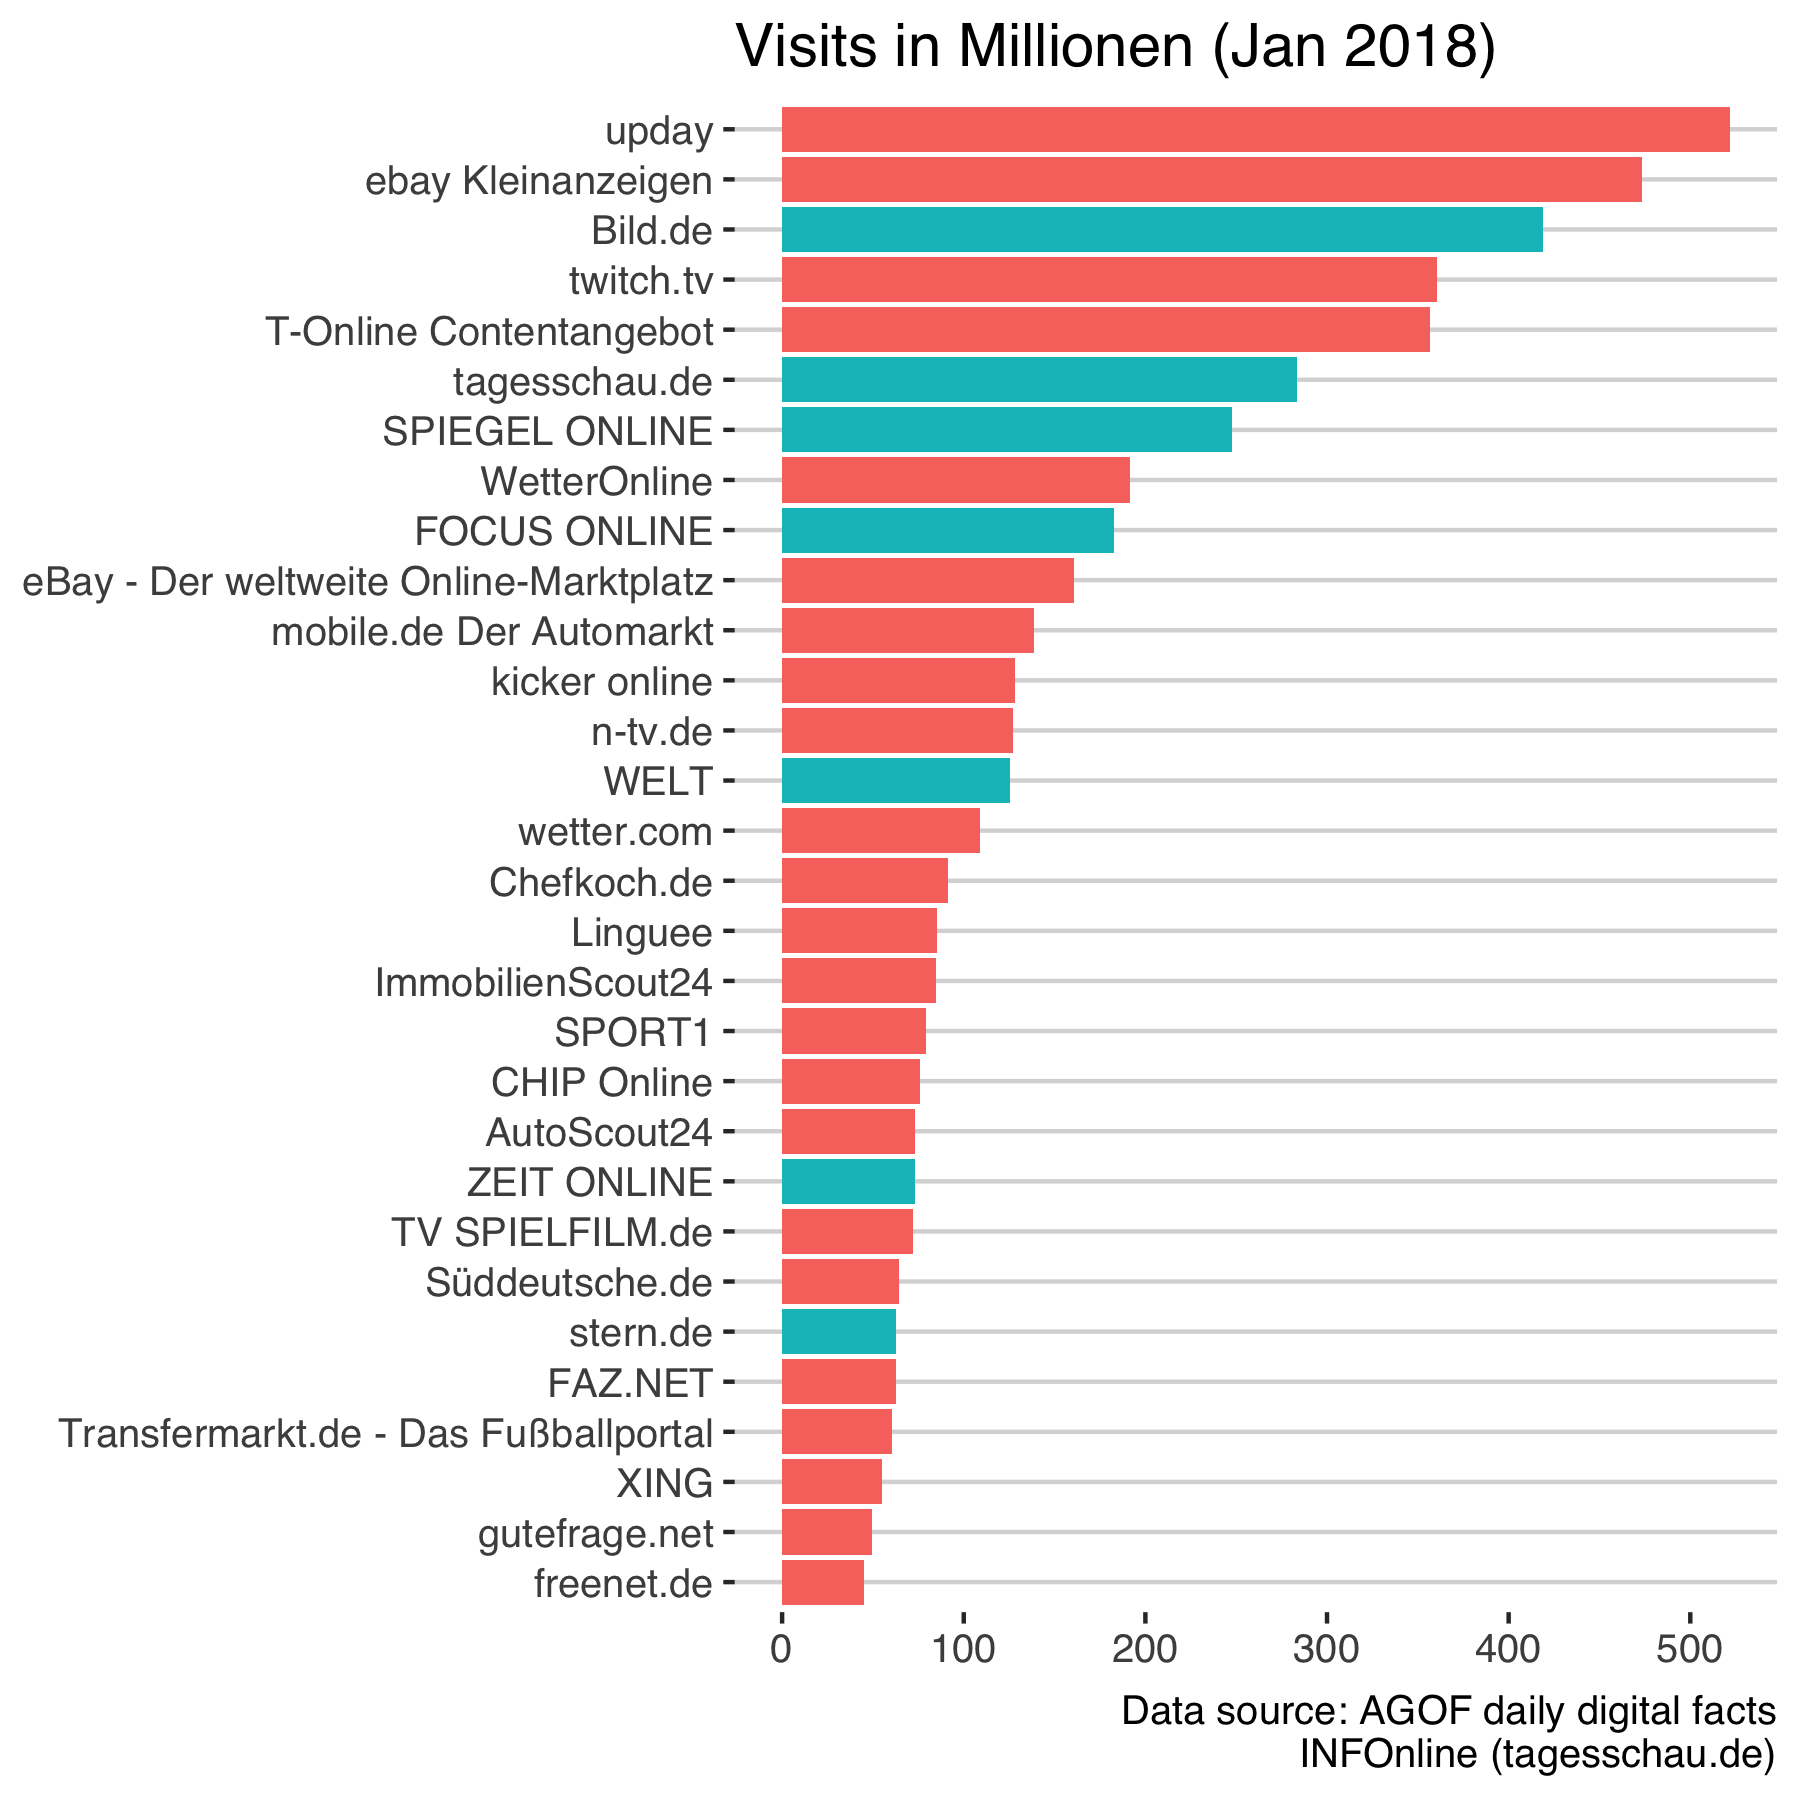 Visits in Millionen (Jan 2018)
upday
ebay Kleinanzeigen
Bild.de
twitch.tv
T-Online Contentangebot
tagesschau.de
SPIEGEL ONLINE
WetterOnline
FOCUS ONLINE
eBay - Der weltweite Online-Marktplatz
mobile.de Der Automarkt
kicker online
n-tv.de
WELT
wetter.com
Chefkoch.de
Linguee
ImmobilienScout24
SPORT1
CHIP Online
AutoScout24
ZEIT ONLINE
TV SPIELFILM.de
Süddeutsche.de
stern.de
FAZ.NET
Transfermarkt.de - Das Fußballportal
XING
gutefrage.net
freenet.de
0 100 200 300 400 500
Data source: AGOF daily digital facts
INFOnline (tagesschau.de)